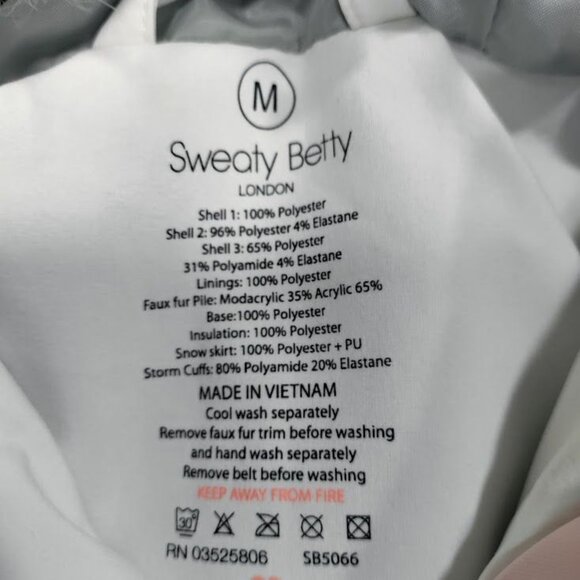 M
Sweaty Betty
LONDON
Shell 1: 100% Polyester
Shell 2: 96% Polyester 4% Elastane
Shell 3: 65% Polyester
31% Polyamide 4% Elastane
Linings: 100% Polyester
Faux fur Pile: Modacrylic 35% Acrylic 65%
Base:100% Polyester
Insulation: 100% Polyester
Snow skirt: 100% Polyester + PU
Storm Cuffs: 80% Polyamide 20% Elastane
MADE IN VIETNAM
Cool wash separately
Remove faux fur trim before washing
and hand wash separately
Remove belt before washing
KEEP AWAY FROM FIRE
30°
RN 03525806 SB5066